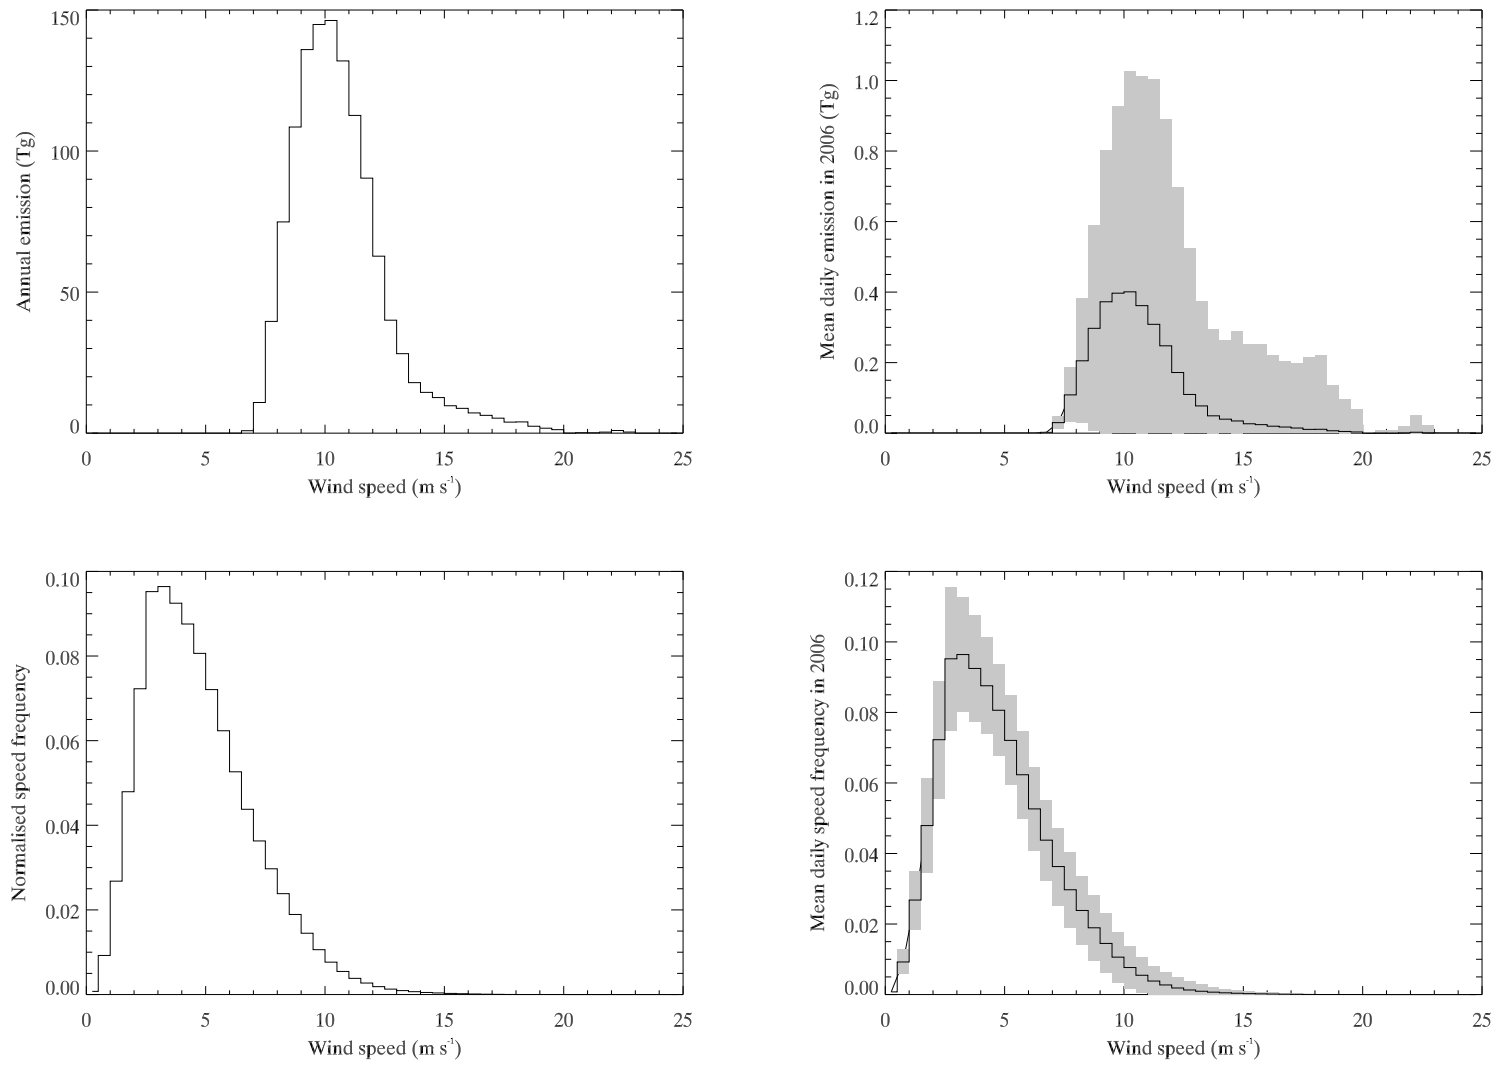 150
100
50
0
Annual emission (Tg)
0 5 10 15 20 25
Wind speed (m s-1)
1.2
1.0
0.8
0.6
0.4
0.2
0.0
Mean daily emission in 2006 (Tg)
0 5 10 15 20 25
Wind speed (m s-1)
0.10
0.08
0.06
0.04
0.02
0.00
Normalised speed frequency
0 5 10 15 20 25
Wind speed (m s-1)
0.12
0.10
0.08
0.06
0.04
0.02
0.00
Mean daily speed frequency in 2006
0 5 10 15 20 25
Wind speed (m s-1)